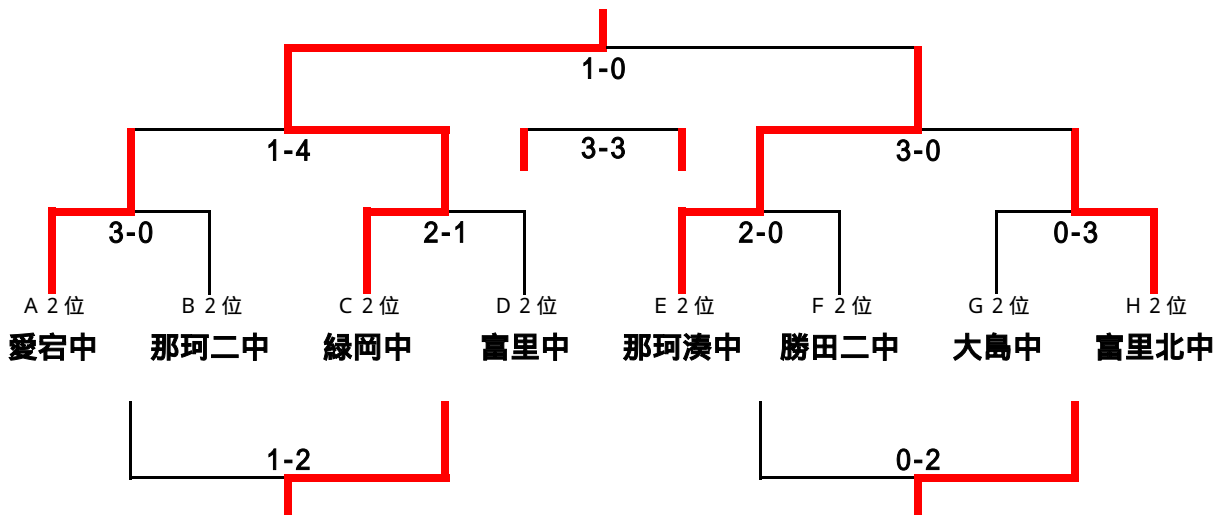 1-0
1-4
3-3
3-0
3-0
2-1
2-0
0-3
A 2 位
B 2 位
C 2 位
D 2 位
E 2 位
F 2 位
G 2 位
H 2 位
愛宕中
那珂二中
緑岡中
富里中
那珂湊中
勝田二中
大島中
富里北中
1-2
0-2